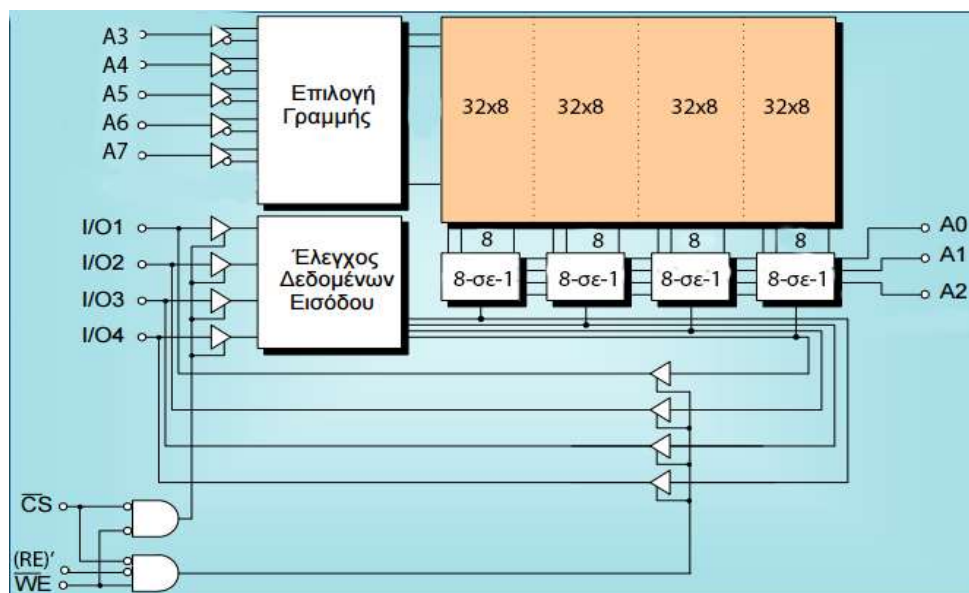 A3
A4
A5
A6
A7
Επιλογή
Γραμμής
32x8
32x8
32x8
32x8
I/O1
I/O2
I/O3
I/O4
Έλεγχος
Δεδομένων
Εισόδου
8
8
8
8
8-σε-1
8-σε-1
8-σε-1
8-σε-1
A0
A1
A2
C̅S̅
(RE)'
W̅E̅